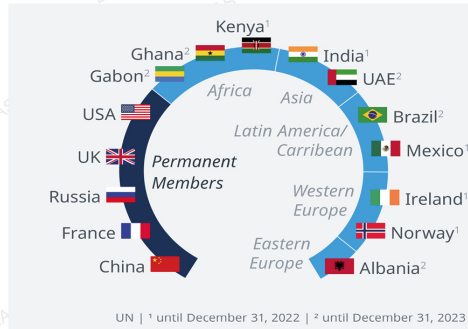 Kenya¹
Ghana²
India¹
Gabon²
UAE²
Africa
Asia
USA
Brazil²
Latin America/
Carribean
UK
Mexico¹
Permanent
Members
Russia
Western
Europe
Ireland¹
France
Norway¹
Eastern
Europe
China
Albania²
UN | ¹ until December 31, 2022 | ² until December 31, 2023